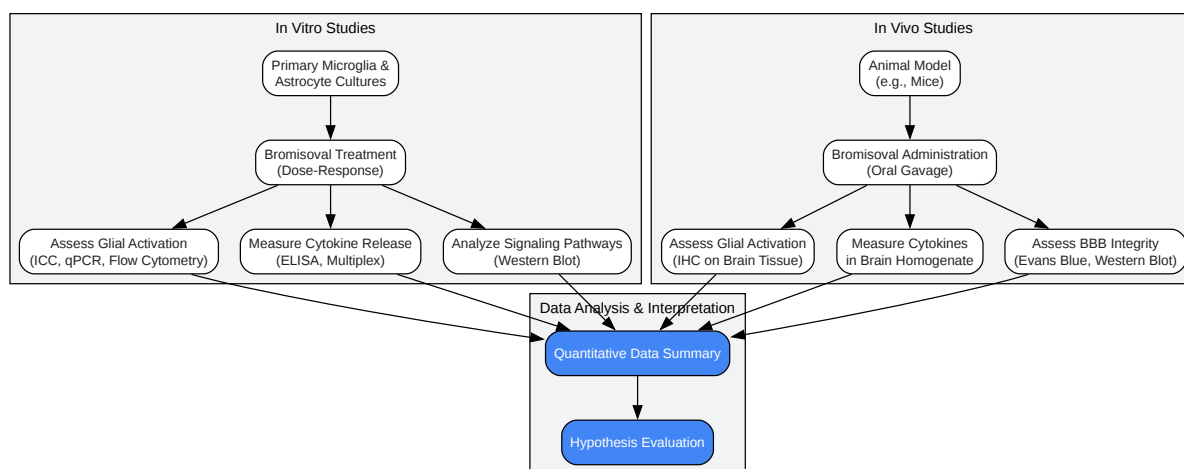 In Vitro Studies
Primary Microglia &
Astrocyte Cultures
Bromisoval Treatment
(Dose-Response)
Assess Glial Activation
(ICC, qPCR, Flow Cytometry)
Measure Cytokine Release
(ELISA, Multiplex)
Analyze Signaling Pathways
(Western Blot)
In Vivo Studies
Animal Model
(e.g., Mice)
Bromisoval Administration
(Oral Gavage)
Assess Glial Activation
(IHC on Brain Tissue)
Measure Cytokines
in Brain Homogenate
Assess BBB Integrity
(Evans Blue, Western Blot)
Data Analysis & Interpretation
Quantitative Data Summary
Hypothesis Evaluation